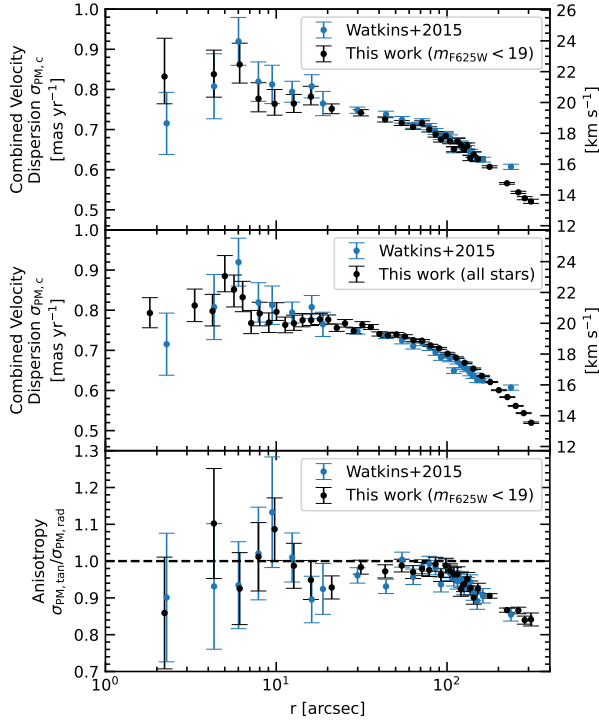 1.0
0.9
0.8
0.7
0.6
0.5
Combined Velocity
Dispersion σPM, c
[mas yr⁻¹]
Watkins+2015
This work (mF625W < 19)
26
24
22
20
18
16
14
12
[km s⁻¹]
1.0
0.9
0.8
0.7
0.6
0.5
Combined Velocity
Dispersion σPM, c
[mas yr⁻¹]
Watkins+2015
This work (all stars)
24
22
20
18
16
14
12
[km s⁻¹]
1.3
1.2
1.1
1.0
0.9
0.8
0.7
Anisotropy
σPM, tan/σPM, rad
Watkins+2015
This work (mF625W < 19)
10⁰
10¹
10²
r [arcsec]